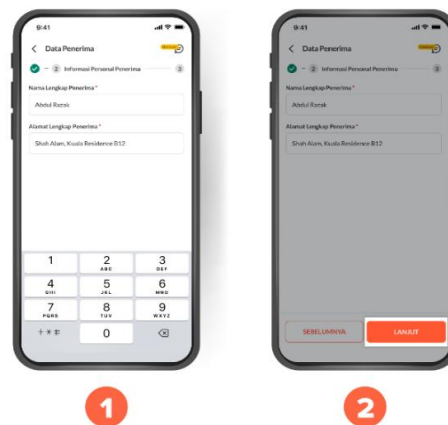 9:41
Data Penerima
2 Informasi Personal Penerima 3
Nama Lengkap Penerima *
Abdul Razak
Alamat Lengkap Penerima *
Shah Alam, Kuala Residence B12
1 2 3
ABC DEF
4 5 6
GHI JKL MNO
7 8 9
PQRS TUV WXYZ
+ * # 0
1
9:41
Data Penerima
2 Informasi Personal Penerima 3
Nama Lengkap Penerima *
Abdul Razak
Alamat Lengkap Penerima *
Shah Alam, Kuala Residence B12
SEBELUMNYA LANJUT
2